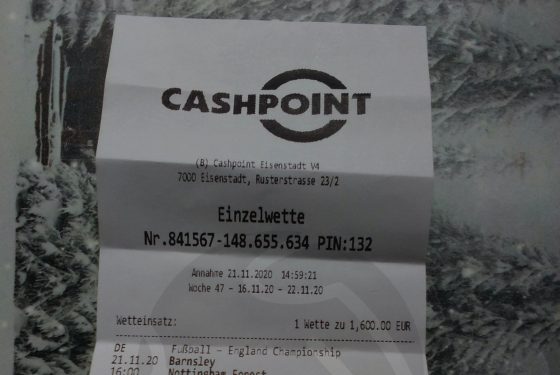 CASHPOINT
(B) Cashpoint Eisenstadt V4
7000 Eisenstadt, Rusterstrasse 23/2
Einzelwette
Nr.841567-148.655.634 PIN:132
Annahme 21.11.2020 14:59:21
Woche 47 - 16.11.20 - 22.11.20
Wetteinsatz: 1 Wette zu 1,600.00 EUR
DE Fußball - England Championship
21.11.20 Barnsley
16:00 Nottingham Forest